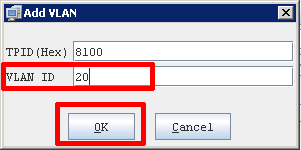 Add VLAN
TPID(Hex) 8100
VLAN ID 20
OK Cancel